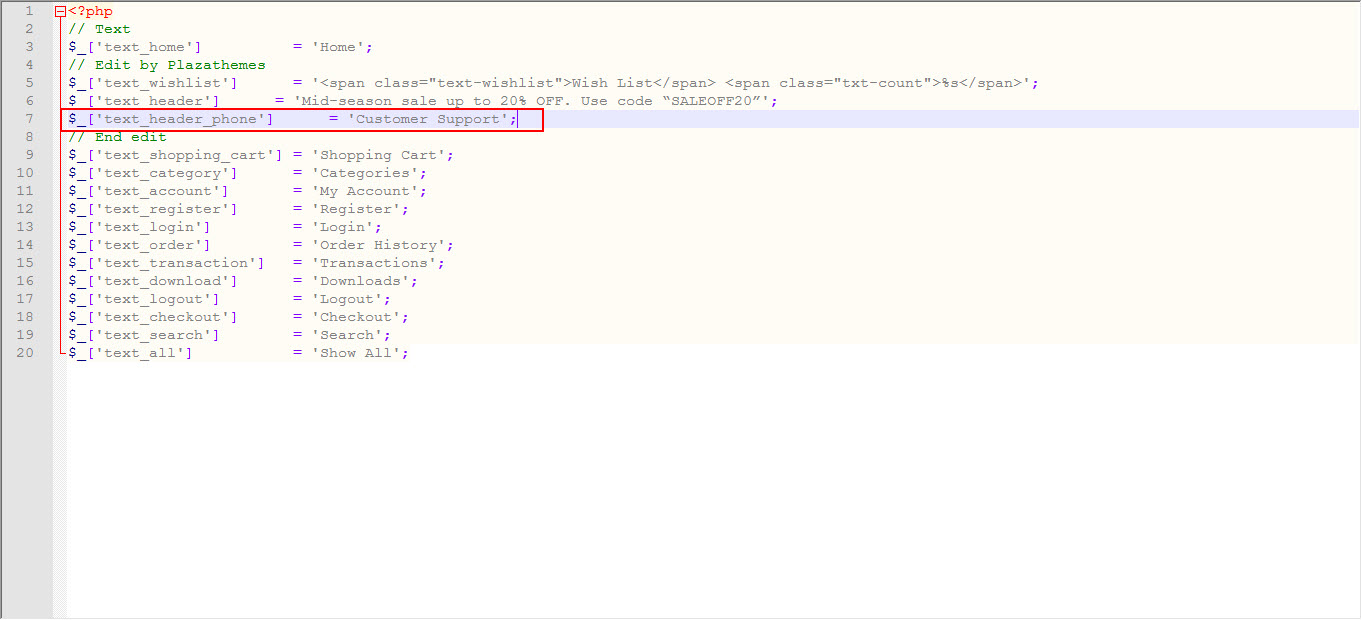 1 <?php
2 // Text
3 $_['text_home']          = 'Home';
4 // Edit by Plazathemes
5 $_['text_wishlist']      = '<span class="text-wishlist">Wish List</span> <span class="txt-count">%s</span>';
6 $_['text_header']      = 'Mid-season sale up to 20% OFF. Use code “SALEOFF20”';
7 $_['text_header_phone']      = 'Customer Support';
8 // End edit
9 $_['text_shopping_cart'] = 'Shopping Cart';
10 $_['text_category']      = 'Categories';
11 $_['text_account']       = 'My Account';
12 $_['text_register']      = 'Register';
13 $_['text_login']         = 'Login';
14 $_['text_order']         = 'Order History';
15 $_['text_transaction']   = 'Transactions';
16 $_['text_download']      = 'Downloads';
17 $_['text_logout']        = 'Logout';
18 $_['text_checkout']      = 'Checkout';
19 $_['text_search']        = 'Search';
20 $_['text_all']           = 'Show All';